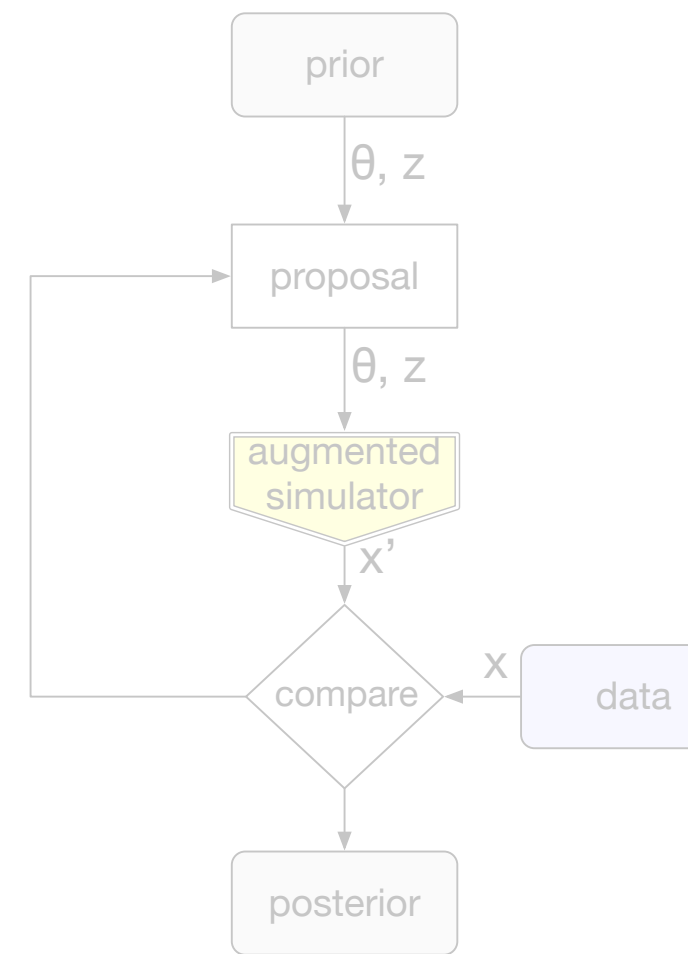 prior
θ, z
proposal
θ, z
augmented
simulator
x’
x
compare
data
posterior